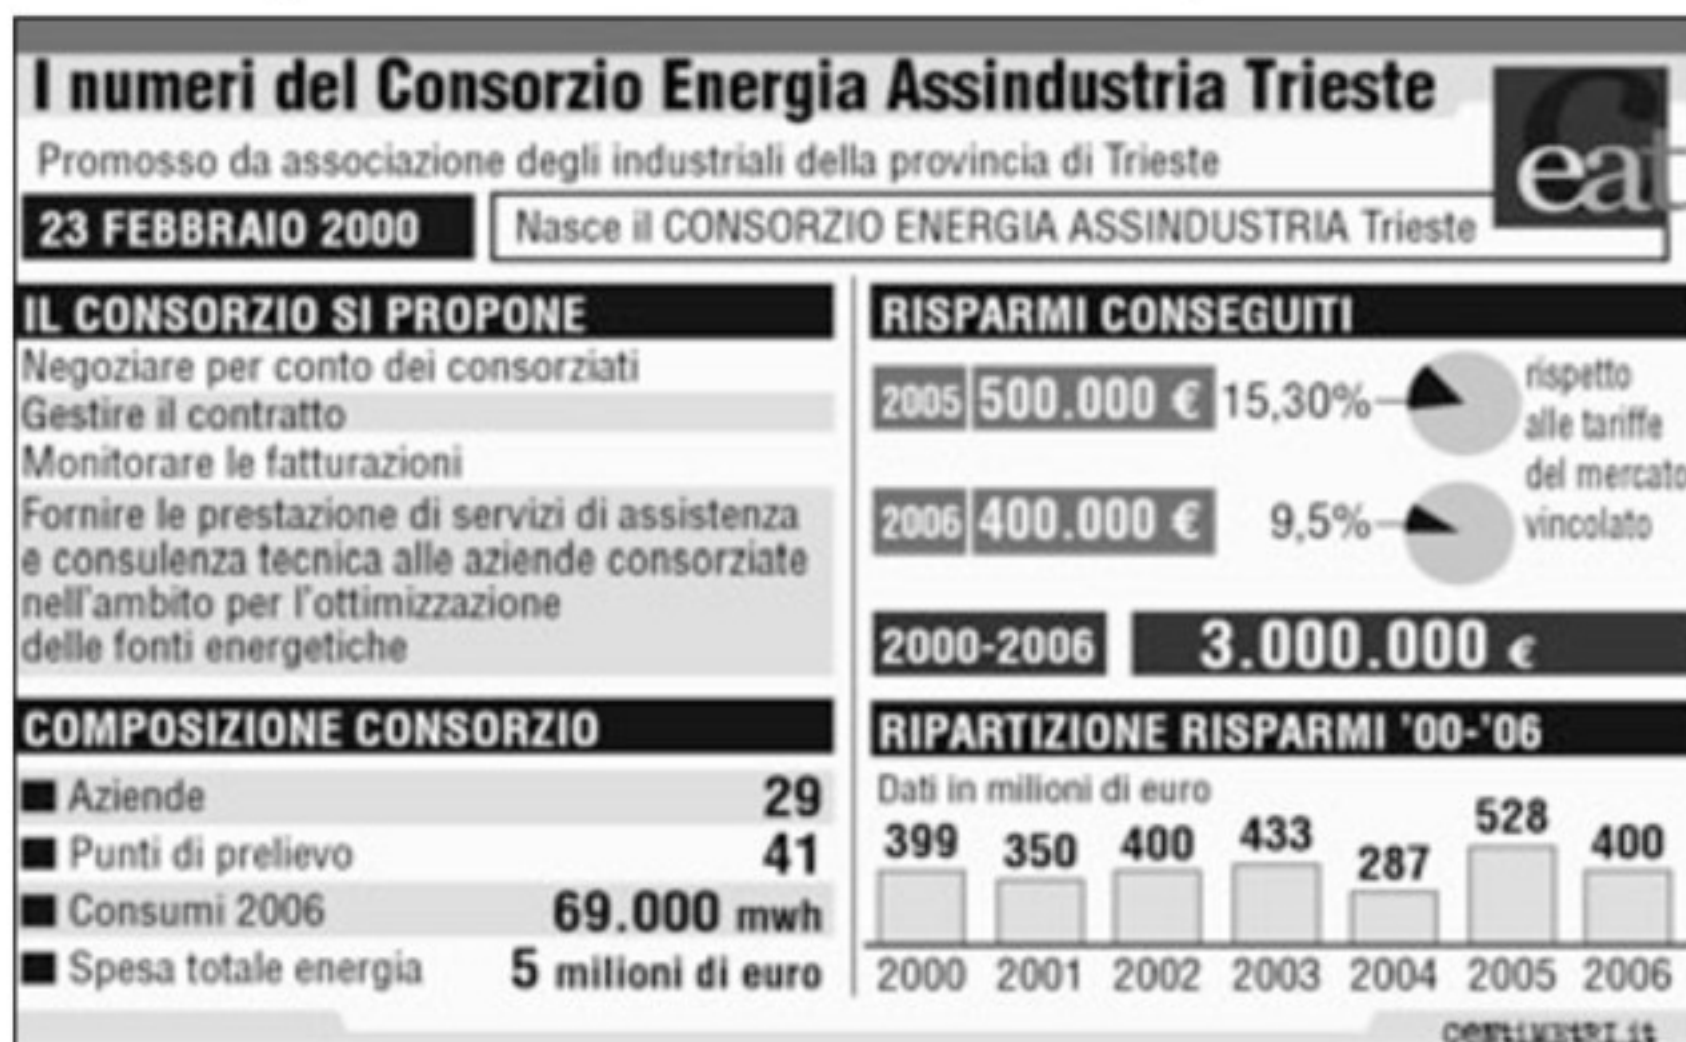 I numeri del Consorzio Energia Assindustria Trieste
Promosso da associazione degli industriali della provincia di Trieste
eat
23 FEBBRAIO 2000
Nasce il CONSORZIO ENERGIA ASSINDUSTRIA Trieste
IL CONSORZIO SI PROPONE
Negoziare per conto dei consorziati
Gestire il contratto
Monitorare le fatturazioni
Fornire le prestazione di servizi di assistenza
e consulenza tecnica alle aziende consorziate
nell'ambito per l'ottimizzazione
delle fonti energetiche
COMPOSIZIONE CONSORZIO
Aziende 29
Punti di prelievo 41
Consumi 2006 69.000 mwh
Spesa totale energia 5 milioni di euro
RISPARMI CONSEGUITI
2005 500.000 € 15,30%
2006 400.000 € 9,5%
rispetto
alle tariffe
del mercato
vincolato
2000-2006 3.000.000 €
RIPARTIZIONE RISPARMI '00-'06
Dati in milioni di euro
399 350 400 433 287 528 400
2000 2001 2002 2003 2004 2005 2006
CENTIMETRI.it